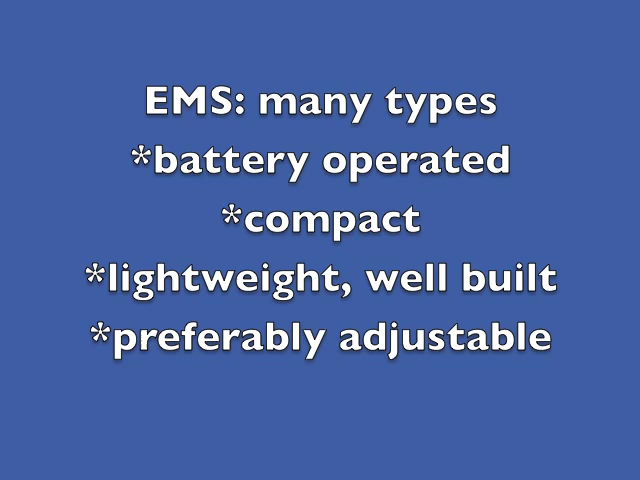 EMS: many types
*battery operated
*compact
*lightweight, well built
*preferably adjustable